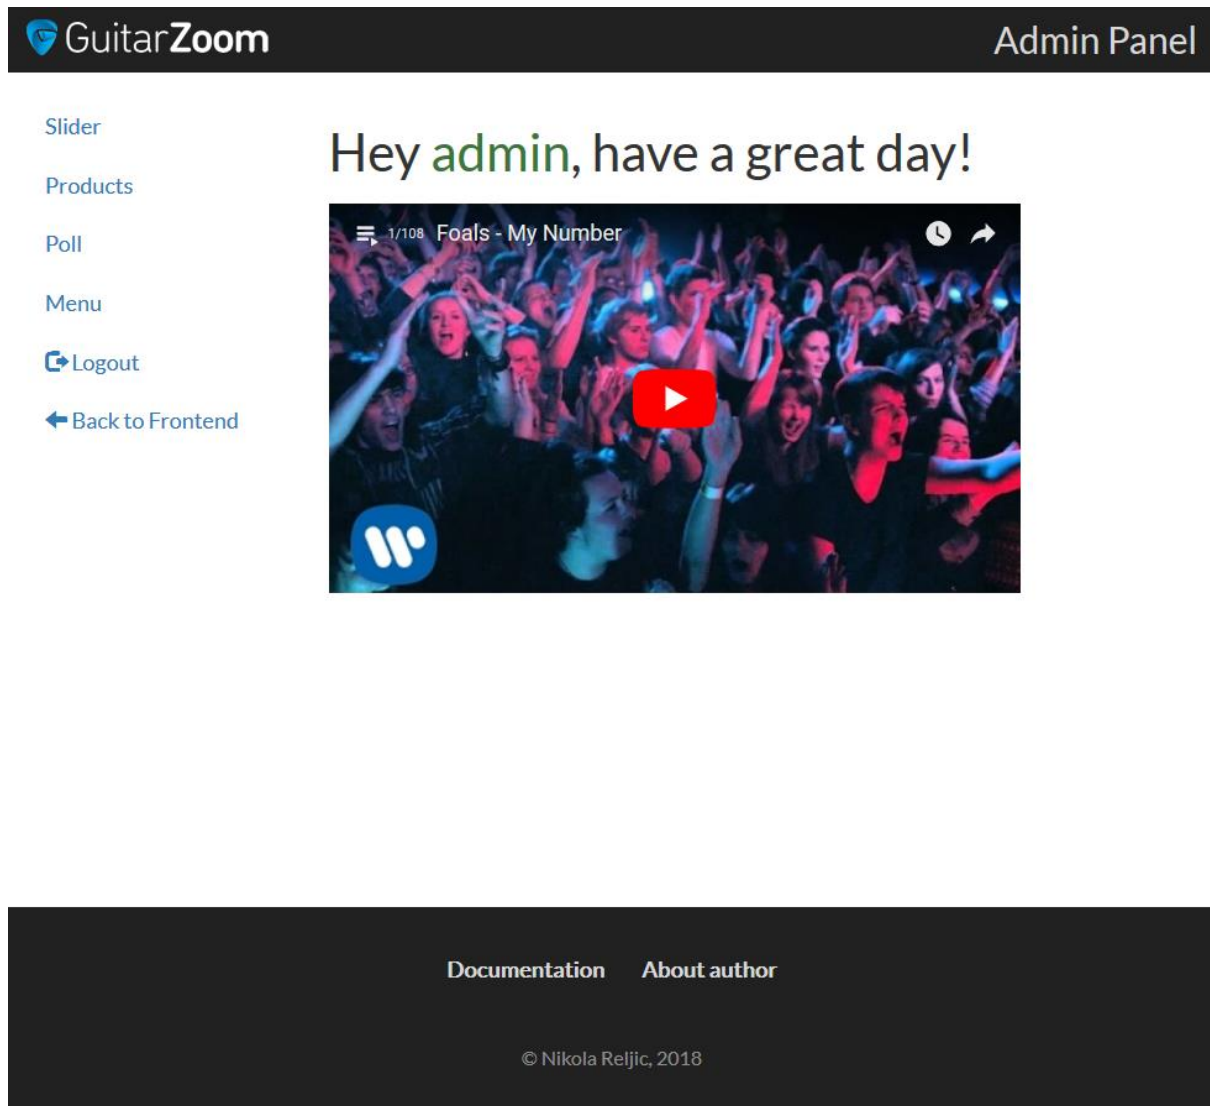 GuitarZoom
Admin Panel
Slider
Products
Poll
Menu
Logout
Back to Frontend
Hey admin, have a great day!
1/108 Foals - My Number
Documentation About author
© Nikola Reljic, 2018